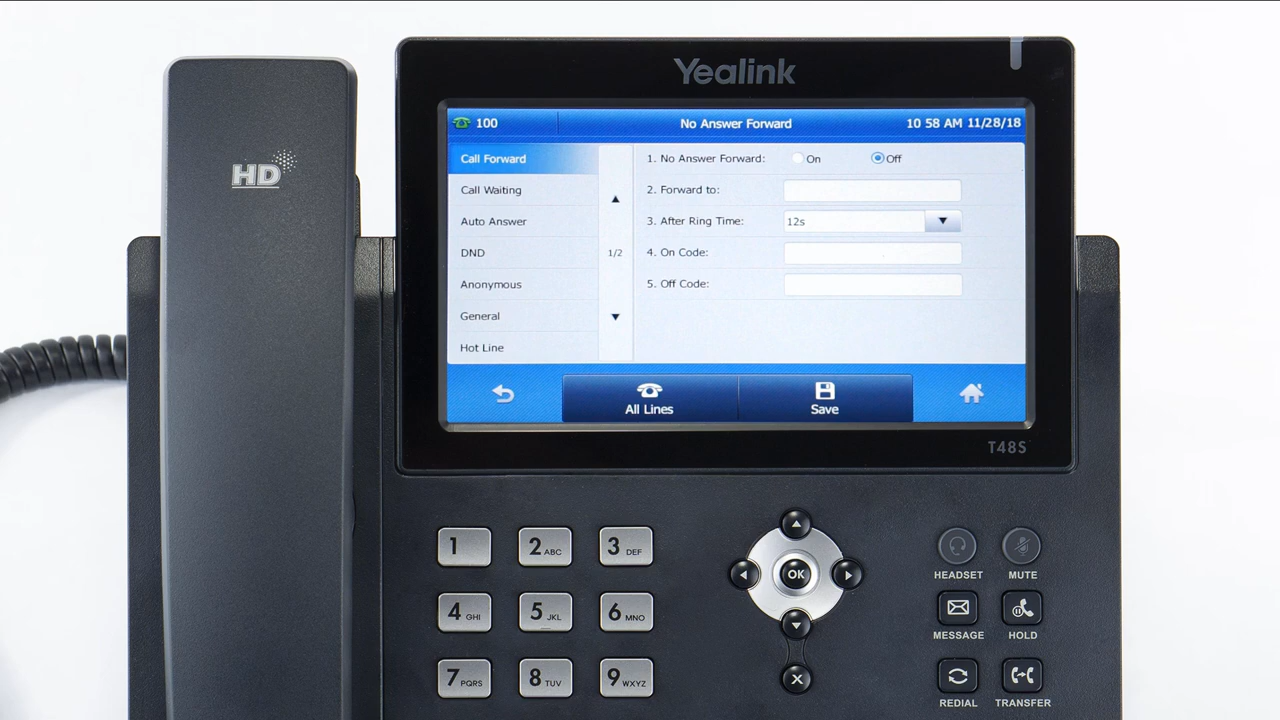 Yealink
HD
100 No Answer Forward 10 58 AM 11/28/18
Call Forward
Call Waiting
Auto Answer
DND
Anonymous
General
Hot Line
1/2
1. No Answer Forward: On Off
2. Forward to:
3. After Ring Time: 12s
4. On Code:
5. Off Code:
All Lines Save
T48S
1 2 ABC 3 DEF
4 GHI 5 JKL 6 MNO
7 PQRS 8 TUV 9 WXYZ
OK
X
HEADSET MUTE
MESSAGE HOLD
REDIAL TRANSFER